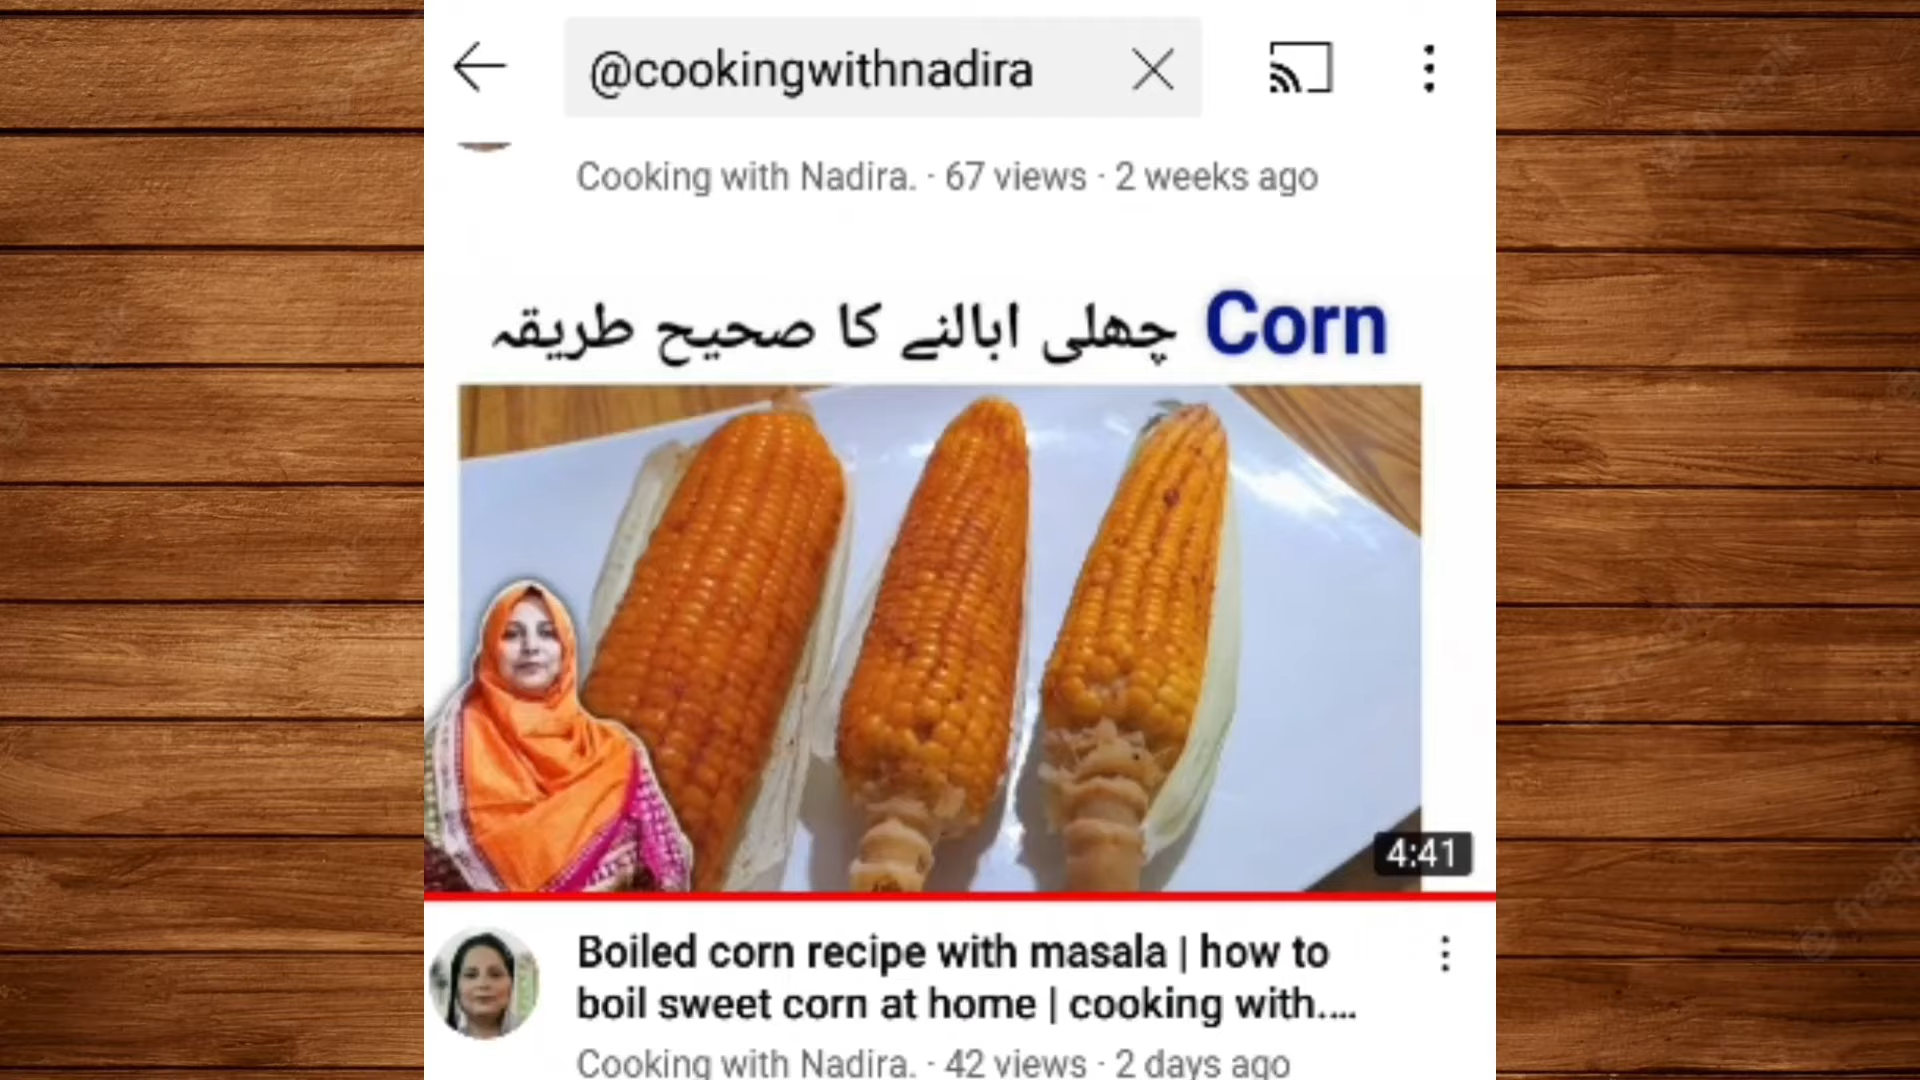 @cookingwithnadira
Cooking with Nadira. · 67 views · 2 weeks ago
Corn چھلی ابالنے کا صحیح طریقہ
4:41
Boiled corn recipe with masala | how to
boil sweet corn at home | cooking with....
Cooking with Nadira. · 42 views · 2 days ago